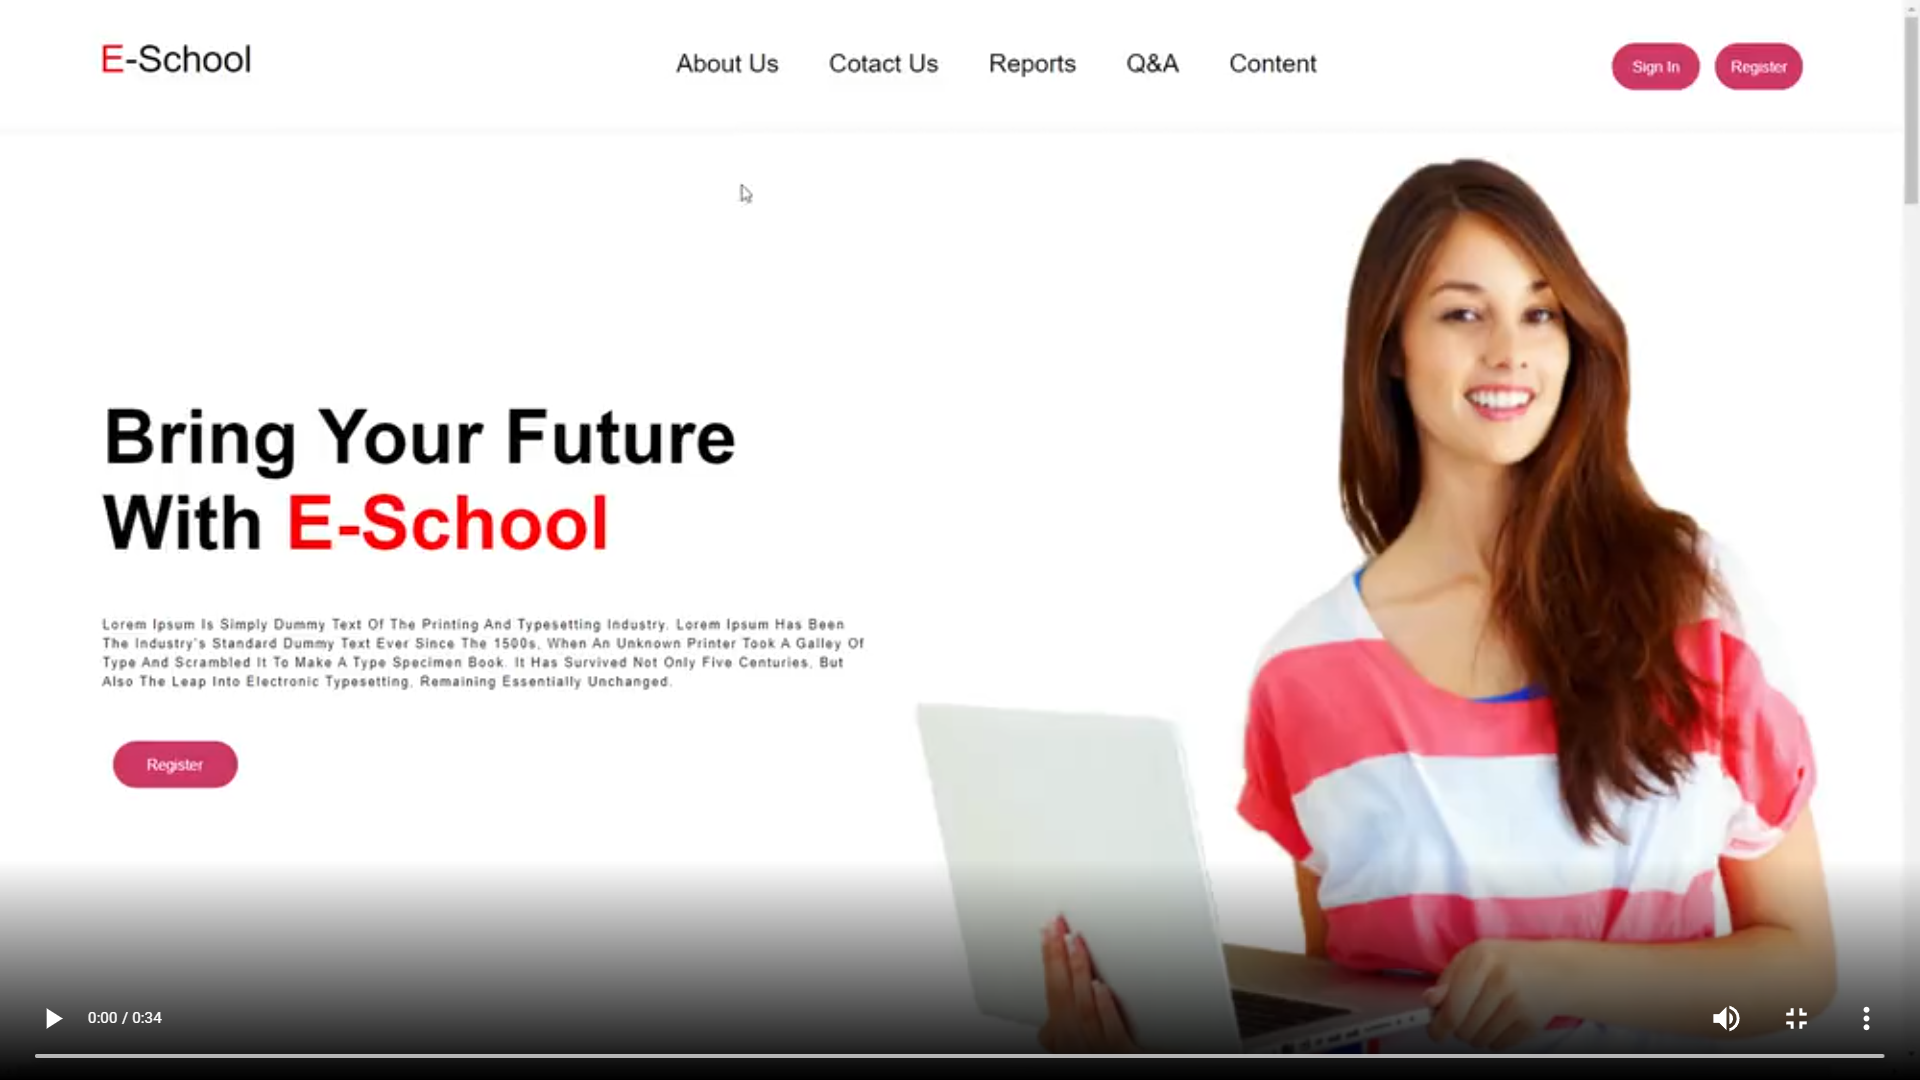 E-School
About Us
Cotact Us
Reports
Q&A
Content
Sign In
Register
Bring Your Future
With E-School
Lorem Ipsum Is Simply Dummy Text Of The Printing And Typesetting Industry. Lorem Ipsum Has Been
The Industry's Standard Dummy Text Ever Since The 1500s, When An Unknown Printer Took A Galley Of
Type And Scrambled It To Make A Type Specimen Book. It Has Survived Not Only Five Centuries, But
Also The Leap Into Electronic Typesetting, Remaining Essentially Unchanged.
Register
0:00 / 0:34